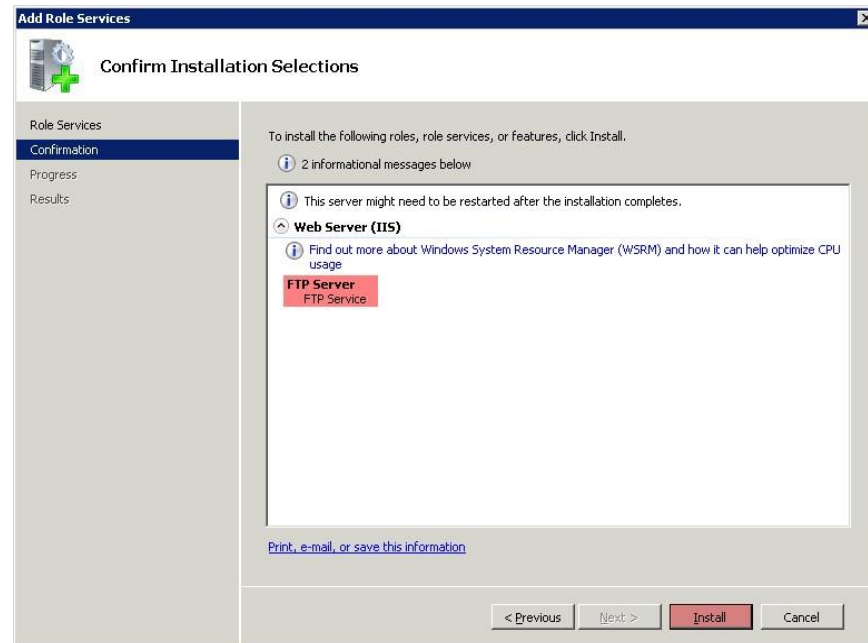 Add Role Services
Confirm Installation Selections
Role Services
Confirmation
Progress
Results
To install the following roles, role services, or features, click Install.
2 informational messages below
This server might need to be restarted after the installation completes.
Web Server (IIS)
Find out more about Windows System Resource Manager (WSRM) and how it can help optimize CPU
usage
FTP Server
FTP Service
Print, e-mail, or save this information
< Previous
Next >
Install
Cancel